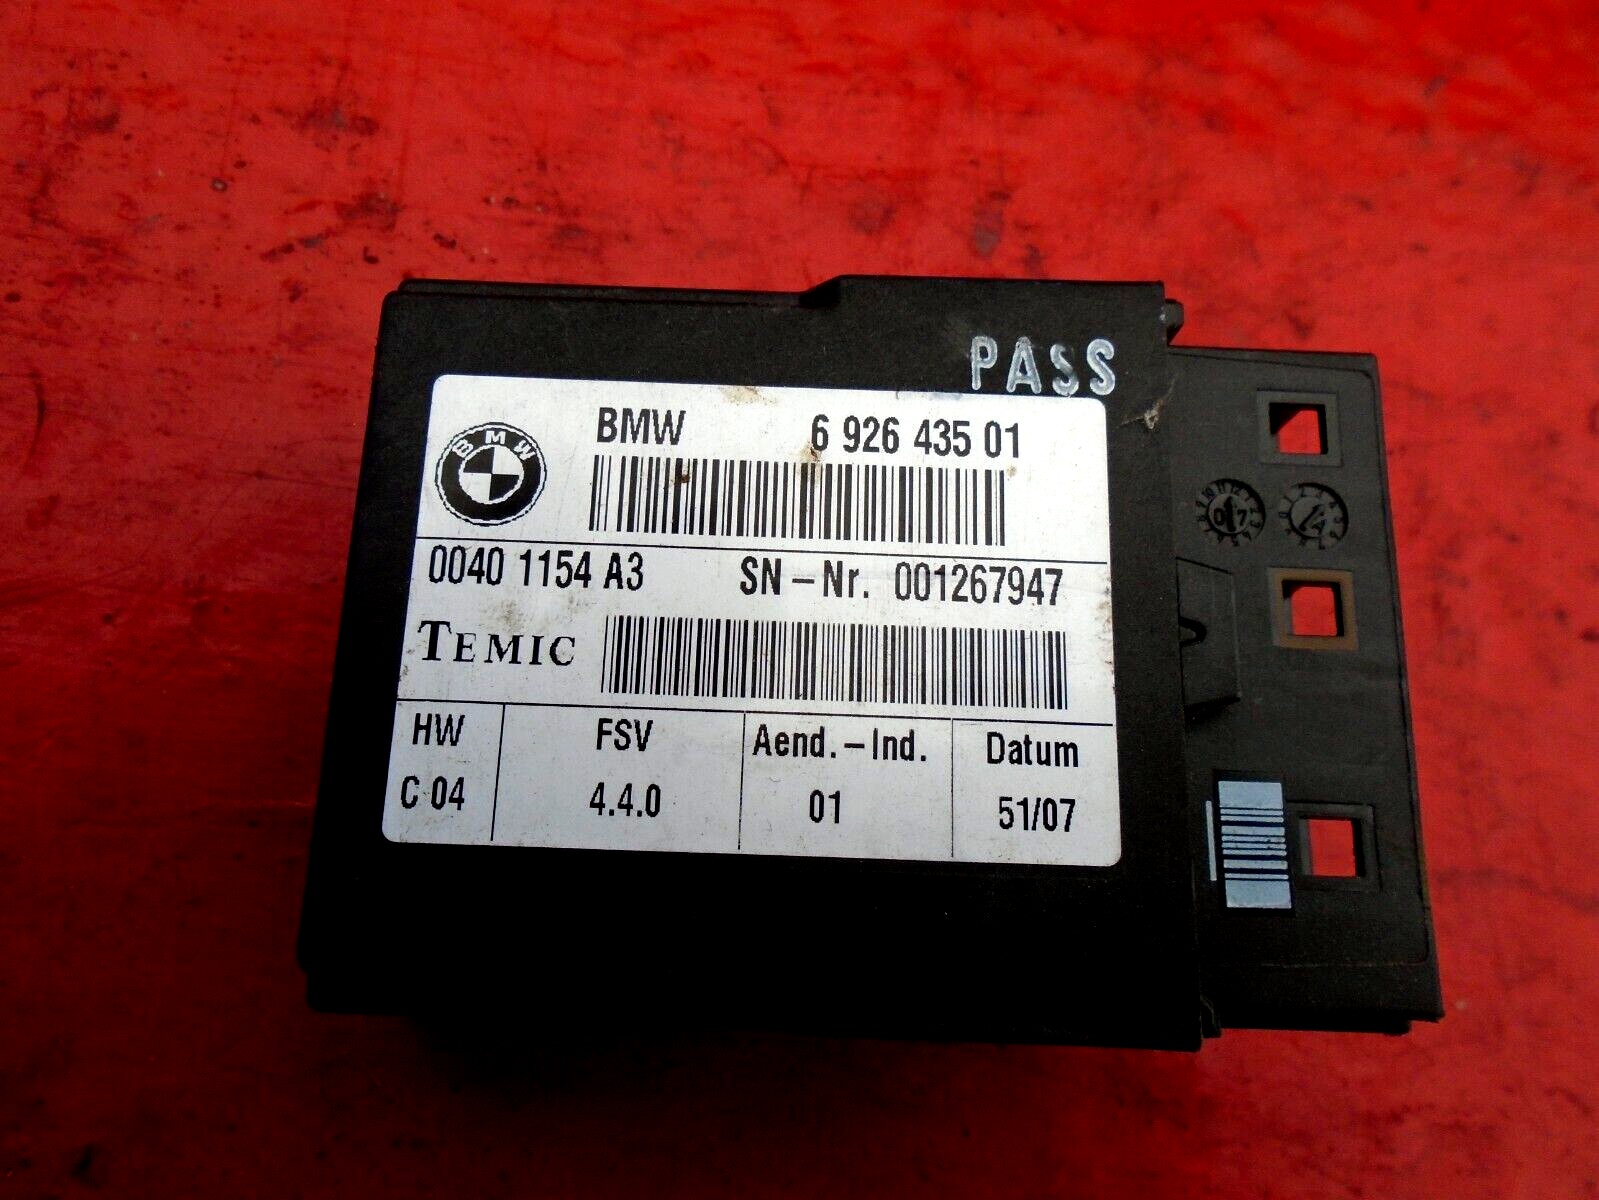 PASS
BMW
BMW 6 926 435 01
0040 1154 A3 SN-Nr. 001267947
TEMIC
HW FSV Aend.-Ind. Datum
C 04 4.4.0 01 51/07
07